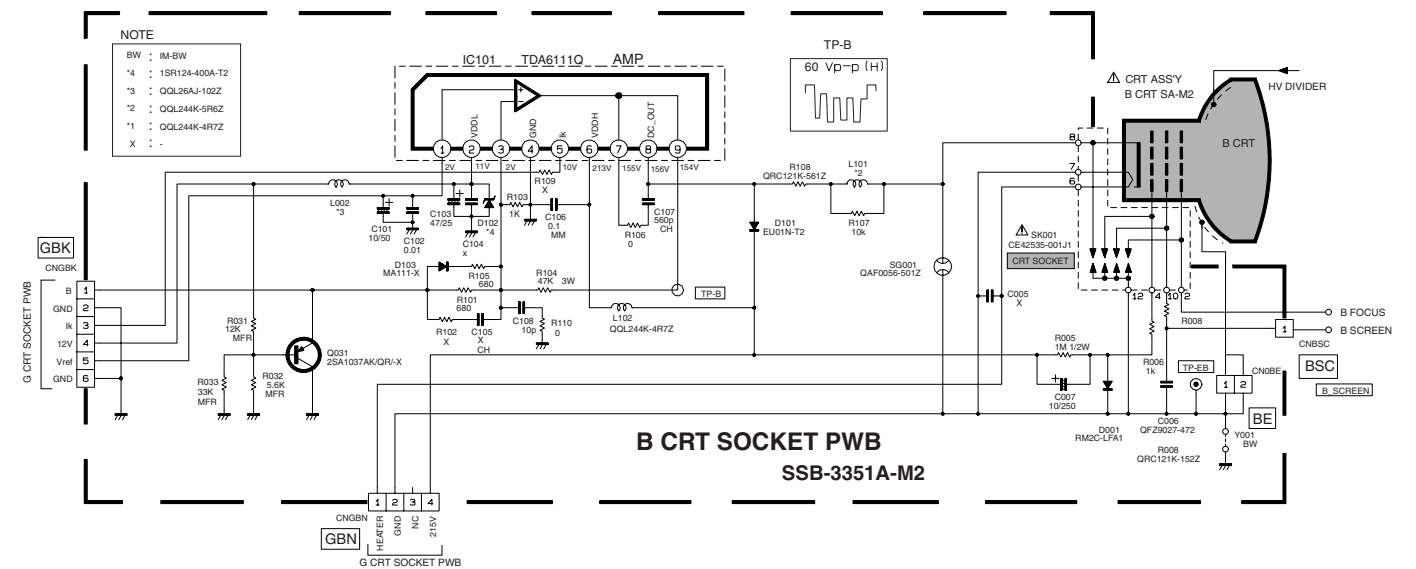 NOTE
BW : IM-BW
*4 : 1SR124-400A-T2
*3 : QQL26AJ-102Z
*2 : QQL244K-5R6Z
*1 : QQL244K-4R7Z
X : -
IC101 TDA6111Q AMP
VDDL
GND
Ik
VDDH
DC_OUT
1 2 3 4 5 6 7 8 9
2V 11V 2V 10V 213V 155V 156V 154V
TP-B
60 Vp-p (H)
CRT ASS'Y
B CRT SA-M2
HV DIVIDER
B CRT
8
7
6
L002
*3
C101
10/50
C102
0.01
C103
47/25
C104
x
D102
*4
R109
X
R103
1K
C106
0.1
MM
R106
0
C107
560p
CH
R108
QRC121K-561Z
L101
*2
R107
10k
D101
EU01N-T2
SG001
QAF0056-501Z
SK001
CE42535-001J1
CRT SOCKET
12 4 10 2
D103
MA111-X
R105
680
R101
680
R102
X
C105
X
CH
R104
47K 3W
C108
10p
R110
0
L102
QQL244K-4R7Z
TP-B
C005
X
GBK
CNGBK
G CRT SOCKET PWB
B 1
GND 2
Ik 3
12V 4
Vref 5
GND 6
R031
12K
MFR
R033
33K
MFR
R032
5.6K
MFR
Q031
2SA1037AK/QR/-X
R005
1M 1/2W
C007
10/250
D001
RM2C-LFA1
R006
1k
R008
C006
QFZ9027-472
R008
QRC121K-152Z
TP-EB
B FOCUS
B SCREEN
1
CNBSC
BSC
B_SCREEN
CN0BE
1 2
BE
Y001
BW
B CRT SOCKET PWB
SSB-3351A-M2
CNGBN
1 2 3 4
HEATER
GND
NC
215V
GBN
G CRT SOCKET PWB